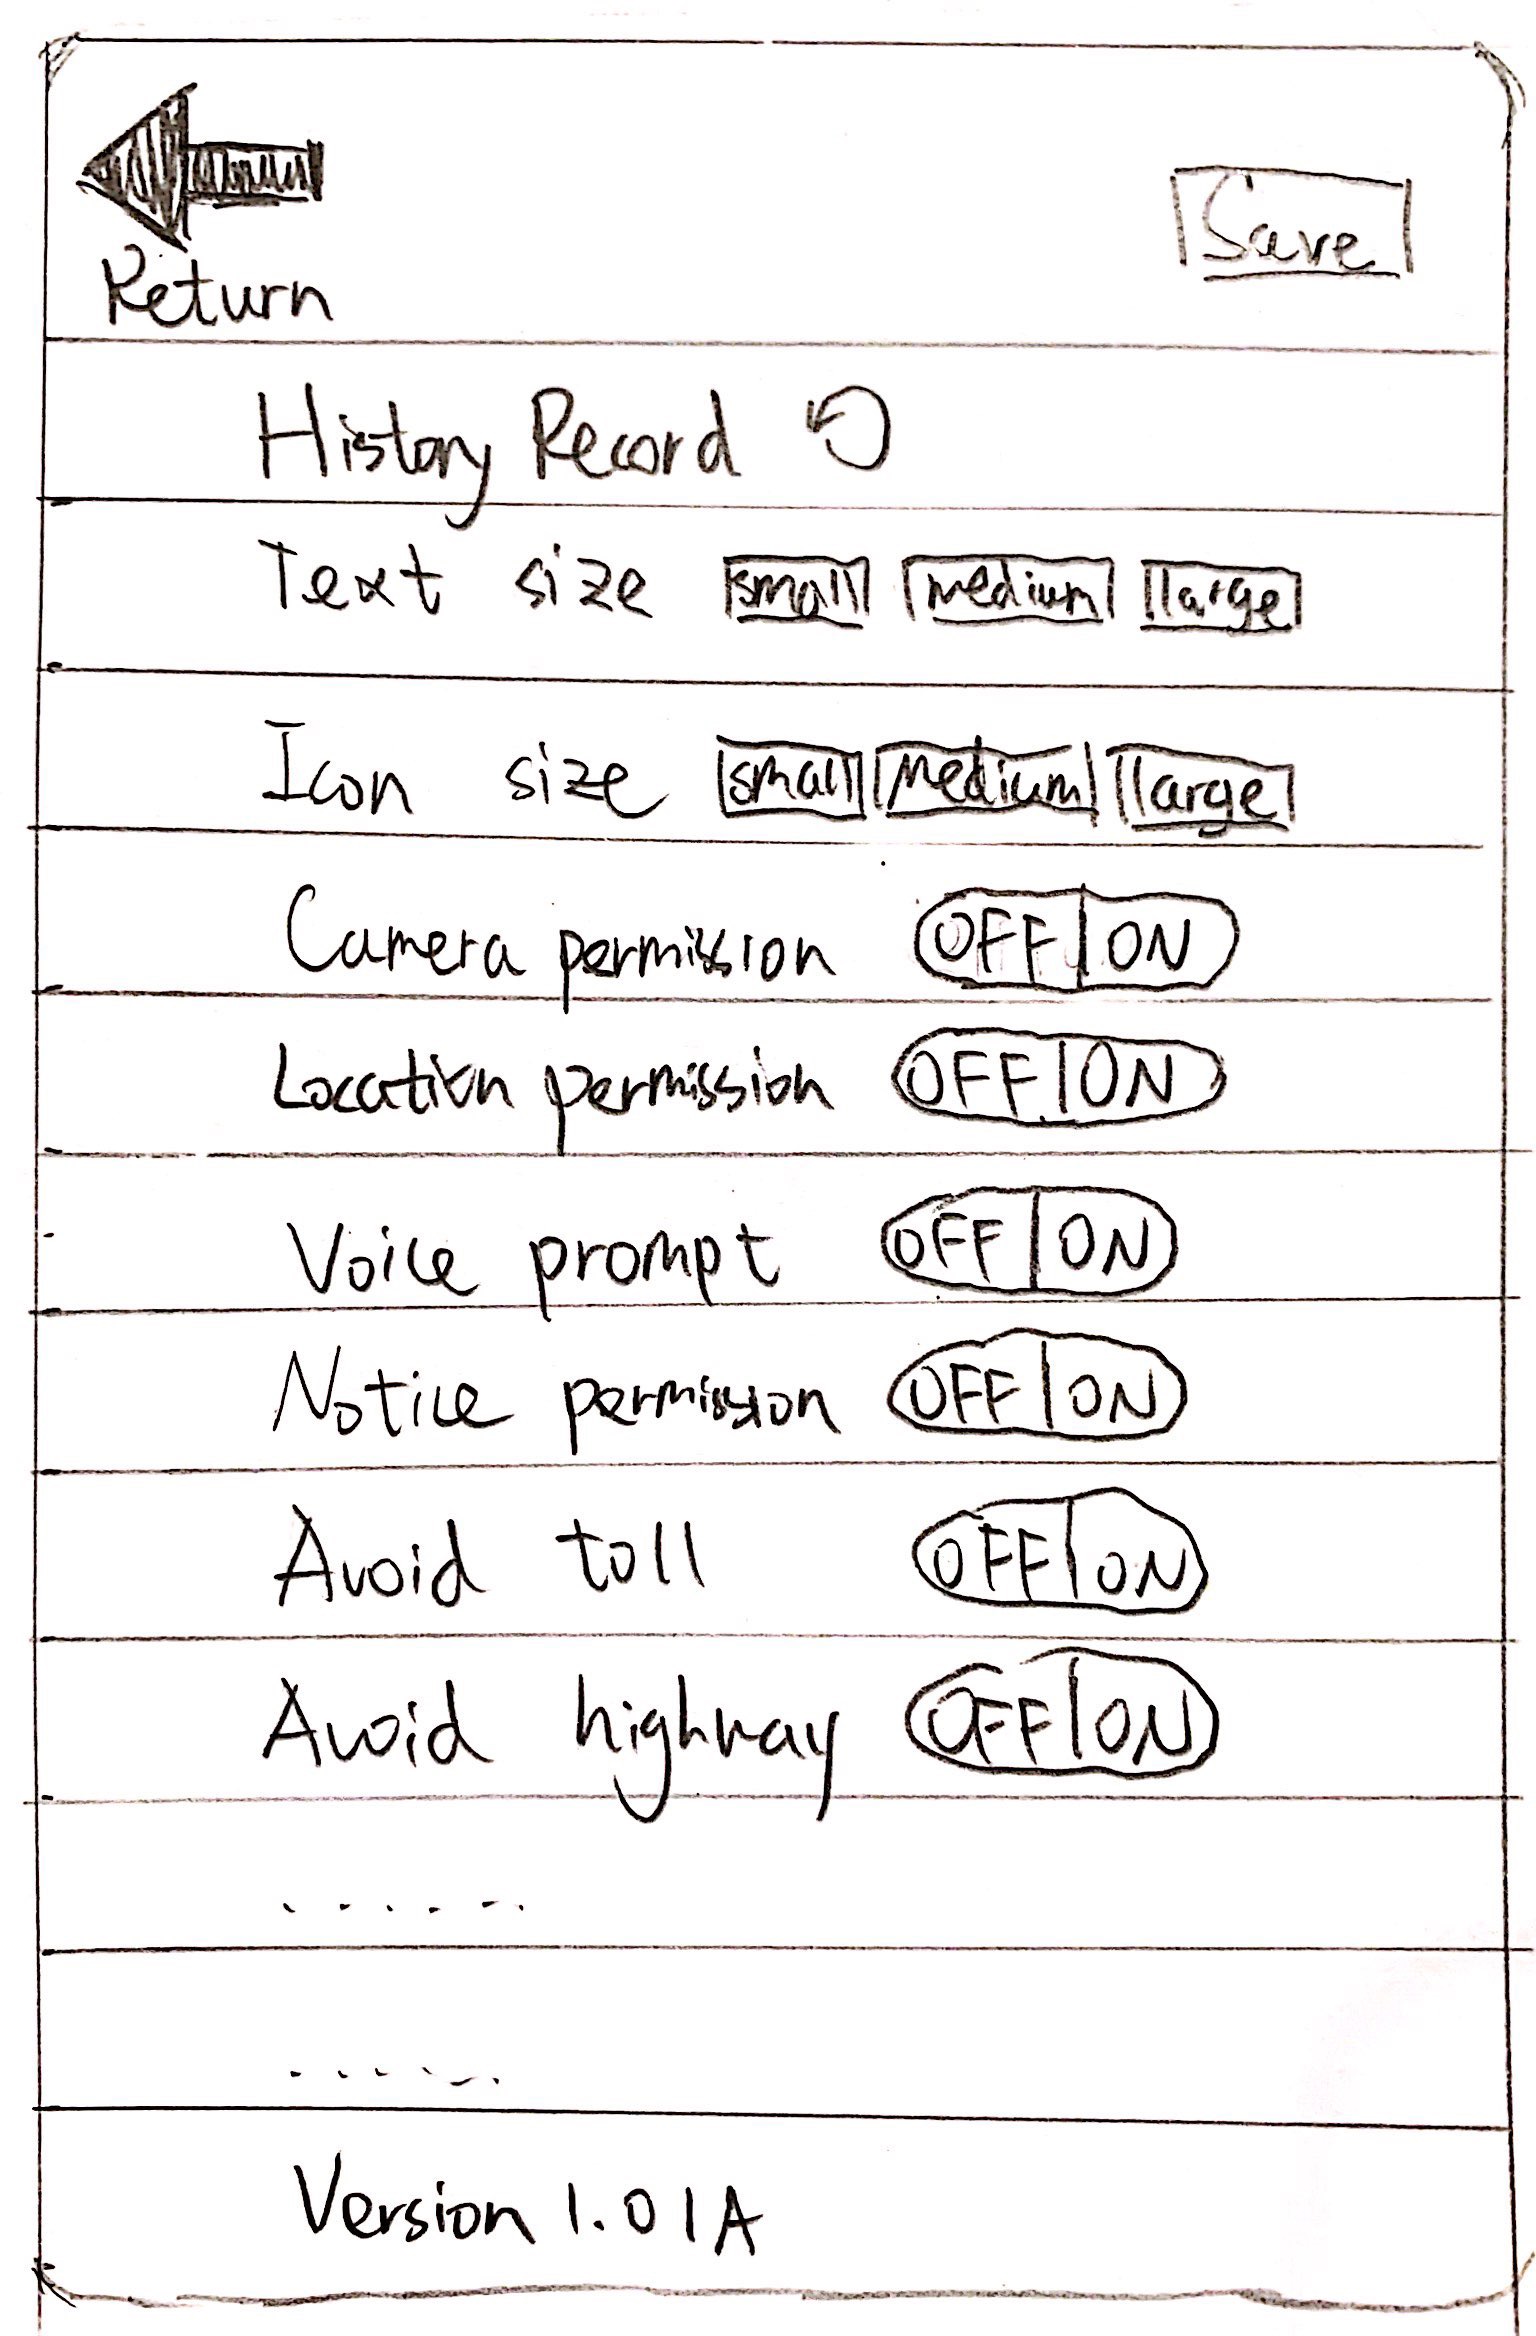 Return
Save
History Record
Text size small medium large
Icon size small medium large
Camera permission OFF ON
Location permission OFF ON
Voice prompt OFF ON
Notice permission OFF ON
Avoid toll OFF ON
Avoid highway OFF ON
......
......
Version 1.01A